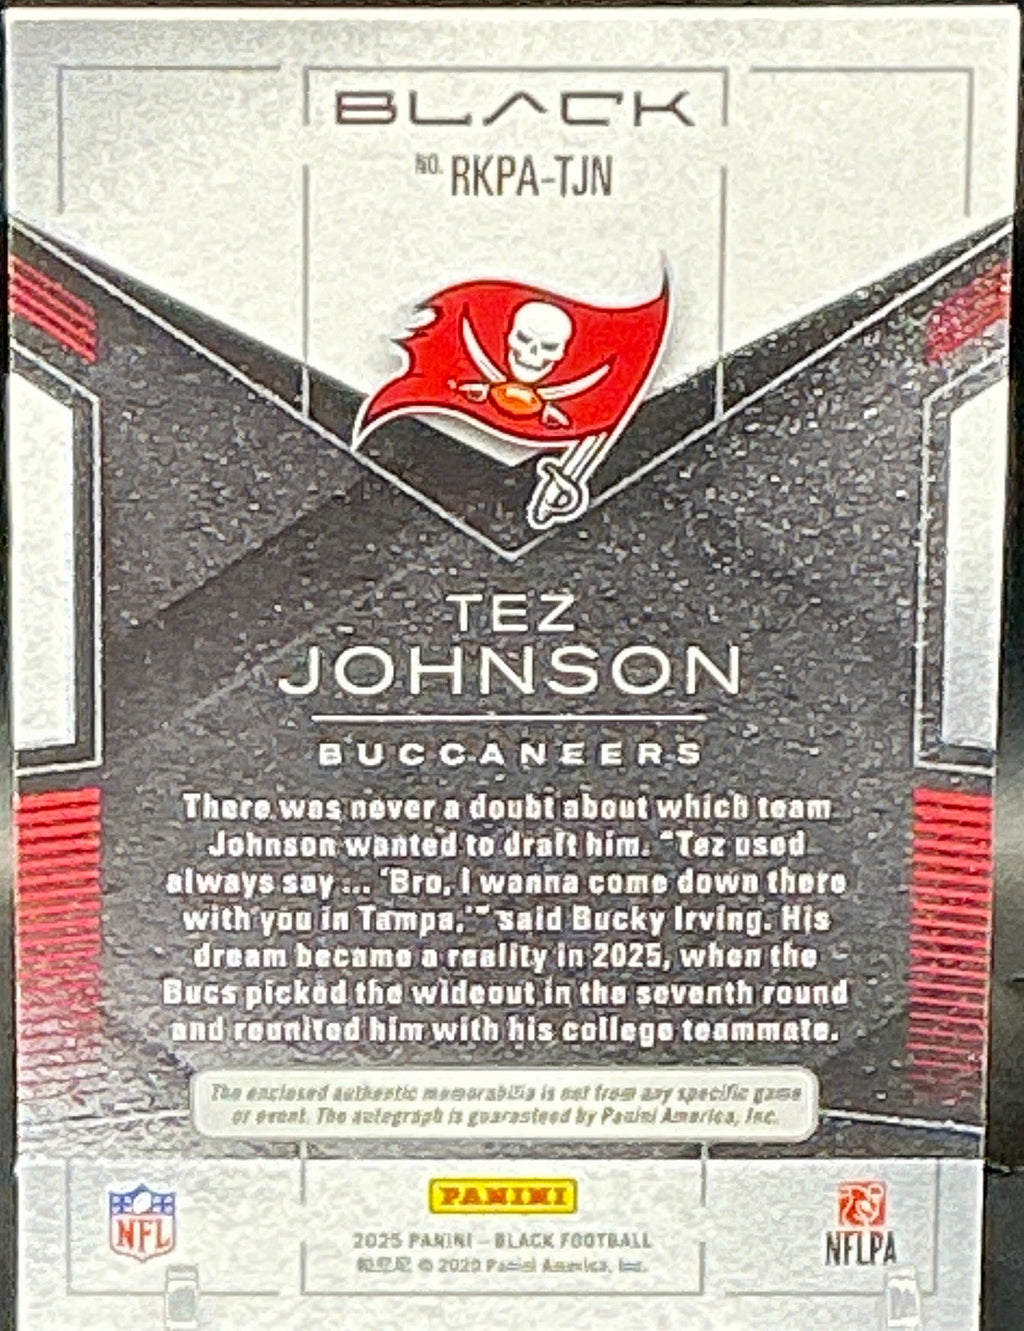 BLACK
NO. RKPA-TJN
TEZ
JOHNSON
BUCCANEERS
There was never a doubt about which team
Johnson wanted to draft him. "Tez used
always say ... 'Bro, I wanna come down there
with you in Tampa,'" said Bucky Irving. His
dream became a reality in 2025, when the
Bucs picked the wideout in the seventh round
and reunited him with his college teammate.
The enclosed authentic memorabilia is not from any specific game
or event. The autograph is guaranteed by Panini America, Inc.
PANINI
NFL
2025 PANINI – BLACK FOOTBALL
© Panini America, Inc.
NFLPA